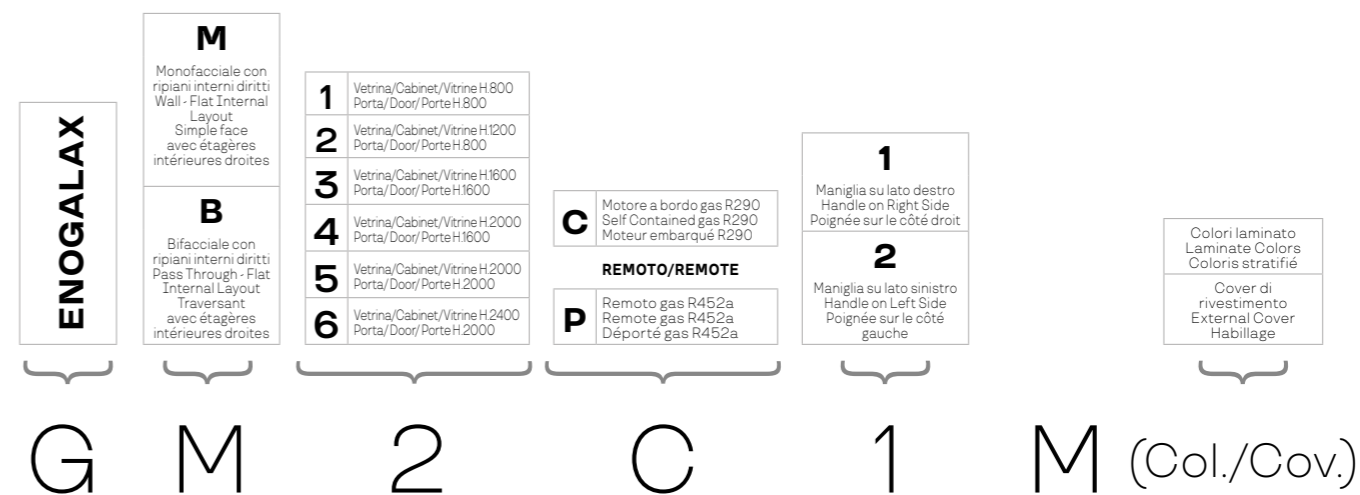 ENOGALAX
M
Monofacciale con
ripiani interni diritti
Wall - Flat Internal
Layout
Simple face
avec étagères
intérieures droites
B
Bifacciale con
ripiani interni diritti
Pass Through - Flat
Internal Layout
Traversant
avec étagères
intérieures droites
1
Vetrina/Cabinet/Vitrine H.800
Porta/Door/Porte H.800
2
Vetrina/Cabinet/Vitrine H.1200
Porta/Door/Porte H.800
3
Vetrina/Cabinet/Vitrine H.1600
Porta/Door/Porte H.1600
4
Vetrina/Cabinet/Vitrine H.2000
Porta/Door/Porte H.1600
5
Vetrina/Cabinet/Vitrine H.2000
Porta/Door/Porte H.2000
6
Vetrina/Cabinet/Vitrine H.2400
Porta/Door/Porte H.2000
C
Motore a bordo gas R290
Self Contained gas R290
Moteur embarqué R290
REMOTO/REMOTE
P
Remoto gas R452a
Remote gas R452a
Déporté gas R452a
1
Maniglia su lato destro
Handle on Right Side
Poignée sur le côté droit
2
Maniglia su lato sinistro
Handle on Left Side
Poignée sur le côté
gauche
Colori laminato
Laminate Colors
Coloris stratifié
Cover di
rivestimento
External Cover
Habillage
G M 2 C 1 M (Col./Cov.)